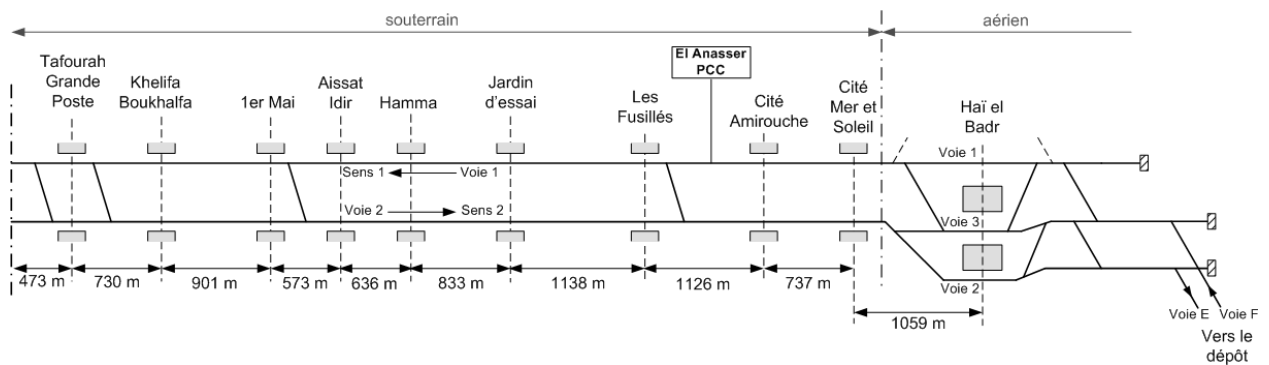 souterrain
aérien
Tafourah
Grande
Poste
Khelifa
Boukhalfa
1er Mai
Aissat
Idir
Hamma
Jardin
d'essai
Les
Fusillés
El Anasser
PCC
Cité
Amirouche
Cité
Mer et
Soleil
Haï el
Badr
Voie 1
Sens 1
Voie 1
Voie 2
Sens 2
Voie 3
Voie 2
473 m
730 m
901 m
573 m
636 m
833 m
1138 m
1126 m
737 m
1059 m
Voie E
Voie F
Vers le
dépôt